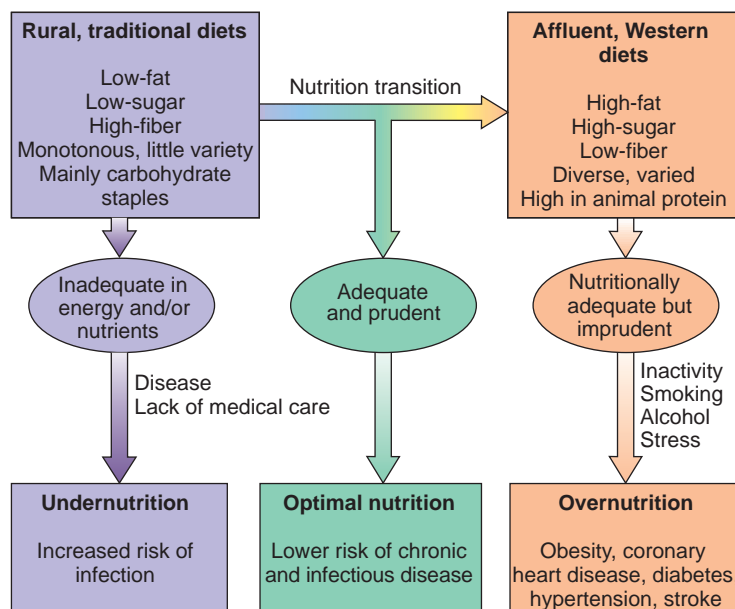 Rural, traditional diets
Low-fat
Low-sugar
High-fiber
Monotonous, little variety
Mainly carbohydrate
staples
Nutrition transition
Affluent, Western
diets
High-fat
High-sugar
Low-fiber
Diverse, varied
High in animal protein
Inadequate in
energy and/or
nutrients
Adequate
and prudent
Nutritionally
adequate but
imprudent
Disease
Lack of medical care
Inactivity
Smoking
Alcohol
Stress
Undernutrition
Increased risk of
infection
Optimal nutrition
Lower risk of chronic
and infectious disease
Overnutrition
Obesity, coronary
heart disease, diabetes
hypertension, stroke